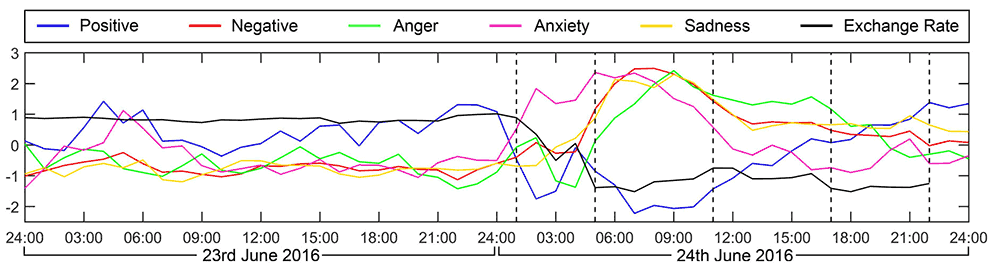 Positive Negative Anger Anxiety Sadness Exchange Rate
3
2
1
0
-1
-2
24:00 03:00 06:00 09:00 12:00 15:00 18:00 21:00 24:00 03:00 06:00 09:00 12:00 15:00 18:00 21:00 24:00
23rd June 2016 24th June 2016